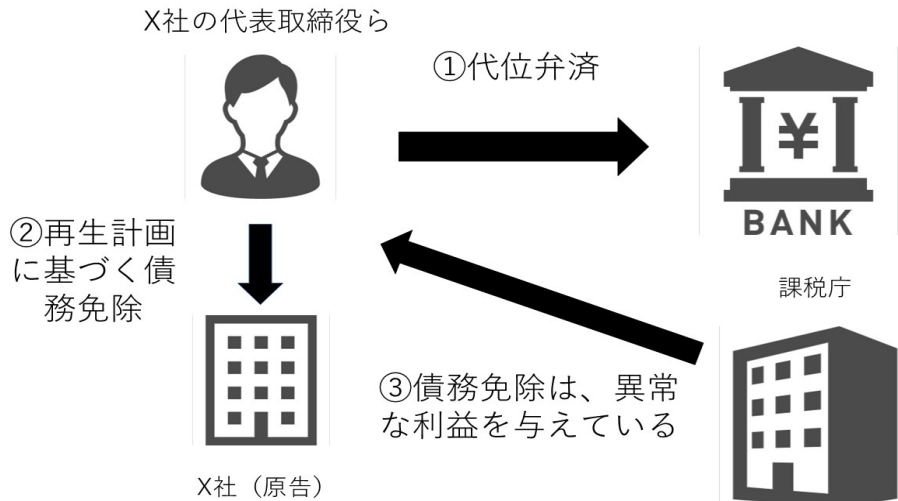 X社の代表取締役ら
①代位弁済
¥
BANK
②再生計画
に基づく債
務免除
課税庁
③債務免除は、異常
な利益を与えている
X社（原告）